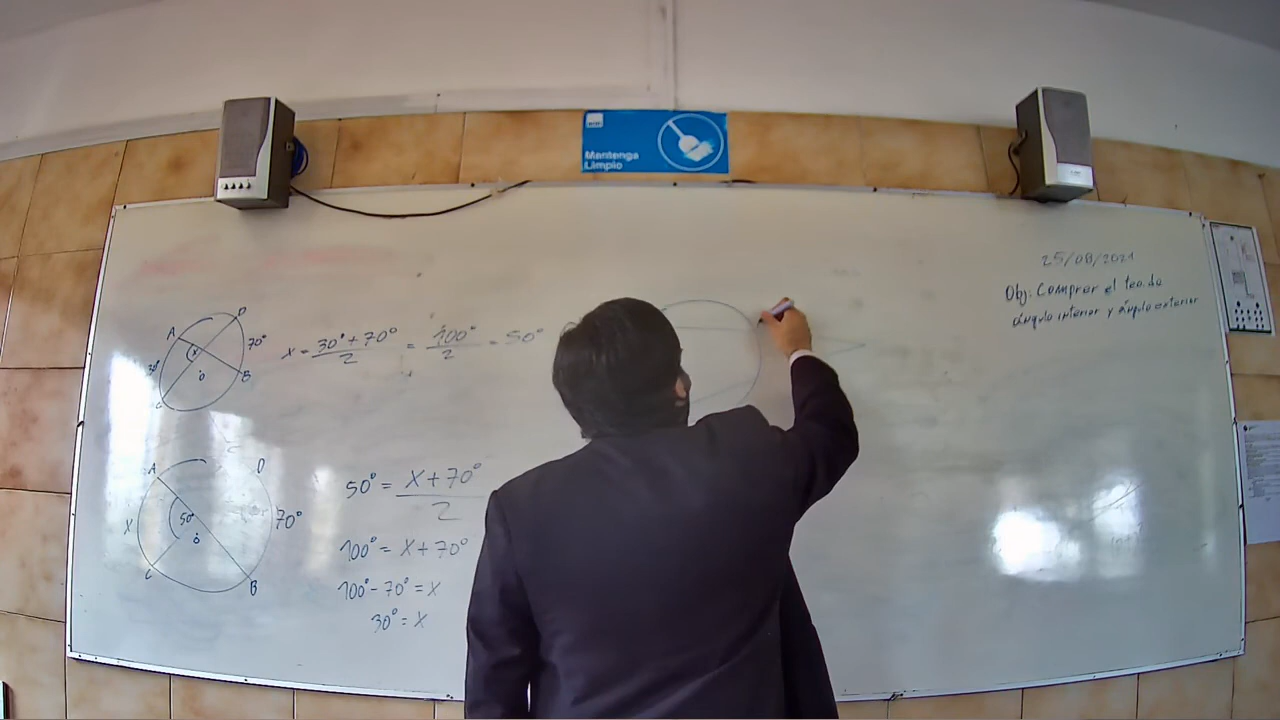 Mantenga
Limpio
25/08/2021
Obj: Comprer el teo. de
ángulo interior y ángulo exterior
A
D
70°
x
30°
o
B
C
x = 30° + 70° / 2 = 100° / 2 = 50°
A
D
X
50°
70°
o
C
B
50° = X + 70° / 2
100° = X + 70°
100° - 70° = X
30° = X